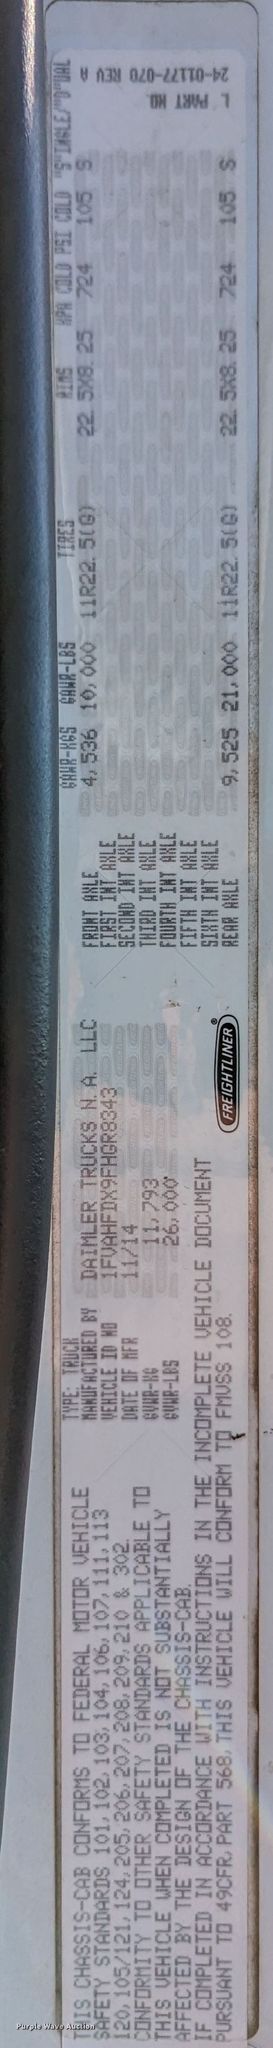 THIS CHASSIS-CAB CONFORMS TO FEDERAL MOTOR VEHICLE
SAFETY STANDARDS 101, 102, 103, 104, 106, 107, 111, 113
120, 105/121, 124, 205, 206, 207, 208, 209, 210 & 302.
CONFORMITY TO OTHER SAFETY STANDARDS APPLICABLE TO
THIS VEHICLE WHEN COMPLETED IS NOT SUBSTANTIALLY
AFFECTED BY THE DESIGN OF THE CHASSIS-CAB.
IF COMPLETED IN ACCORDANCE WITH INSTRUCTIONS IN THE INCOMPLETE VEHICLE DOCUMENT
PURSUANT TO 49CFR, PART 568, THIS VEHICLE WILL CONFORM TO FMVSS 108.
TYPE: TRUCK
MANUFACTURED BY DAIMLER TRUCKS N.A. LLC
VEHICLE ID NO 1FVAHFDX9FHGR8343
DATE OF MFR 11/14
GVWR-KG 11,793
GVWR-LBS 26,000
FREIGHTLINER®
GAWR-KGS GAWR-LBS TIRES RIMS KPA COLD PSI COLD "S"INGLE/"D"UAL
FRONT AXLE 4,536 10,000 11R22.5(G) 22.5X8.25 724 105 S
FIRST INT AXLE
SECOND INT AXLE
THIRD INT AXLE
FOURTH INT AXLE
FIFTH INT AXLE
SIXTH INT AXLE
REAR AXLE 9,525 21,000 11R22.5(G) 22.5X8.25 724 105 S
PART NO.
24-01177-070 REV A
Purple Wave Auction